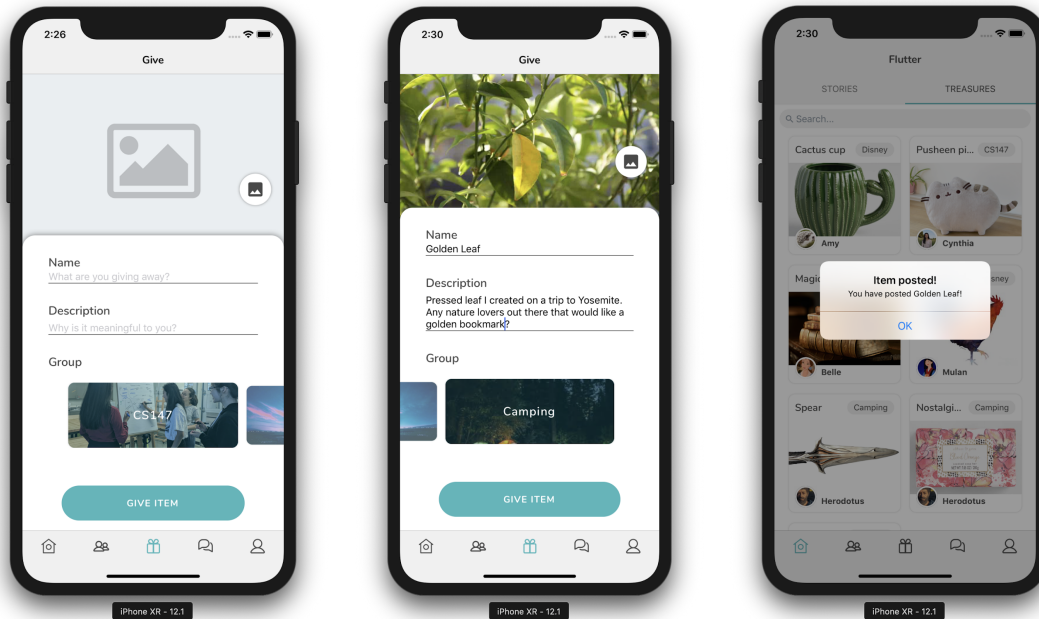 2:26
Give
Name
What are you giving away?
Description
Why is it meaningful to you?
Group
CS147
GIVE ITEM
iPhone XR - 12.1
2:30
Give
Name
Golden Leaf
Description
Pressed leaf I created on a trip to Yosemite.
Any nature lovers out there that would like a
golden bookmark?
Group
Camping
GIVE ITEM
iPhone XR - 12.1
2:30
Flutter
STORIES
TREASURES
Search...
Cactus cup
Disney
Pusheen pi...
CS147
Amy
Cynthia
Item posted!
You have posted Golden Leaf!
OK
Belle
Mulan
Spear
Camping
Nostalgi...
Camping
Herodotus
Herodotus
iPhone XR - 12.1